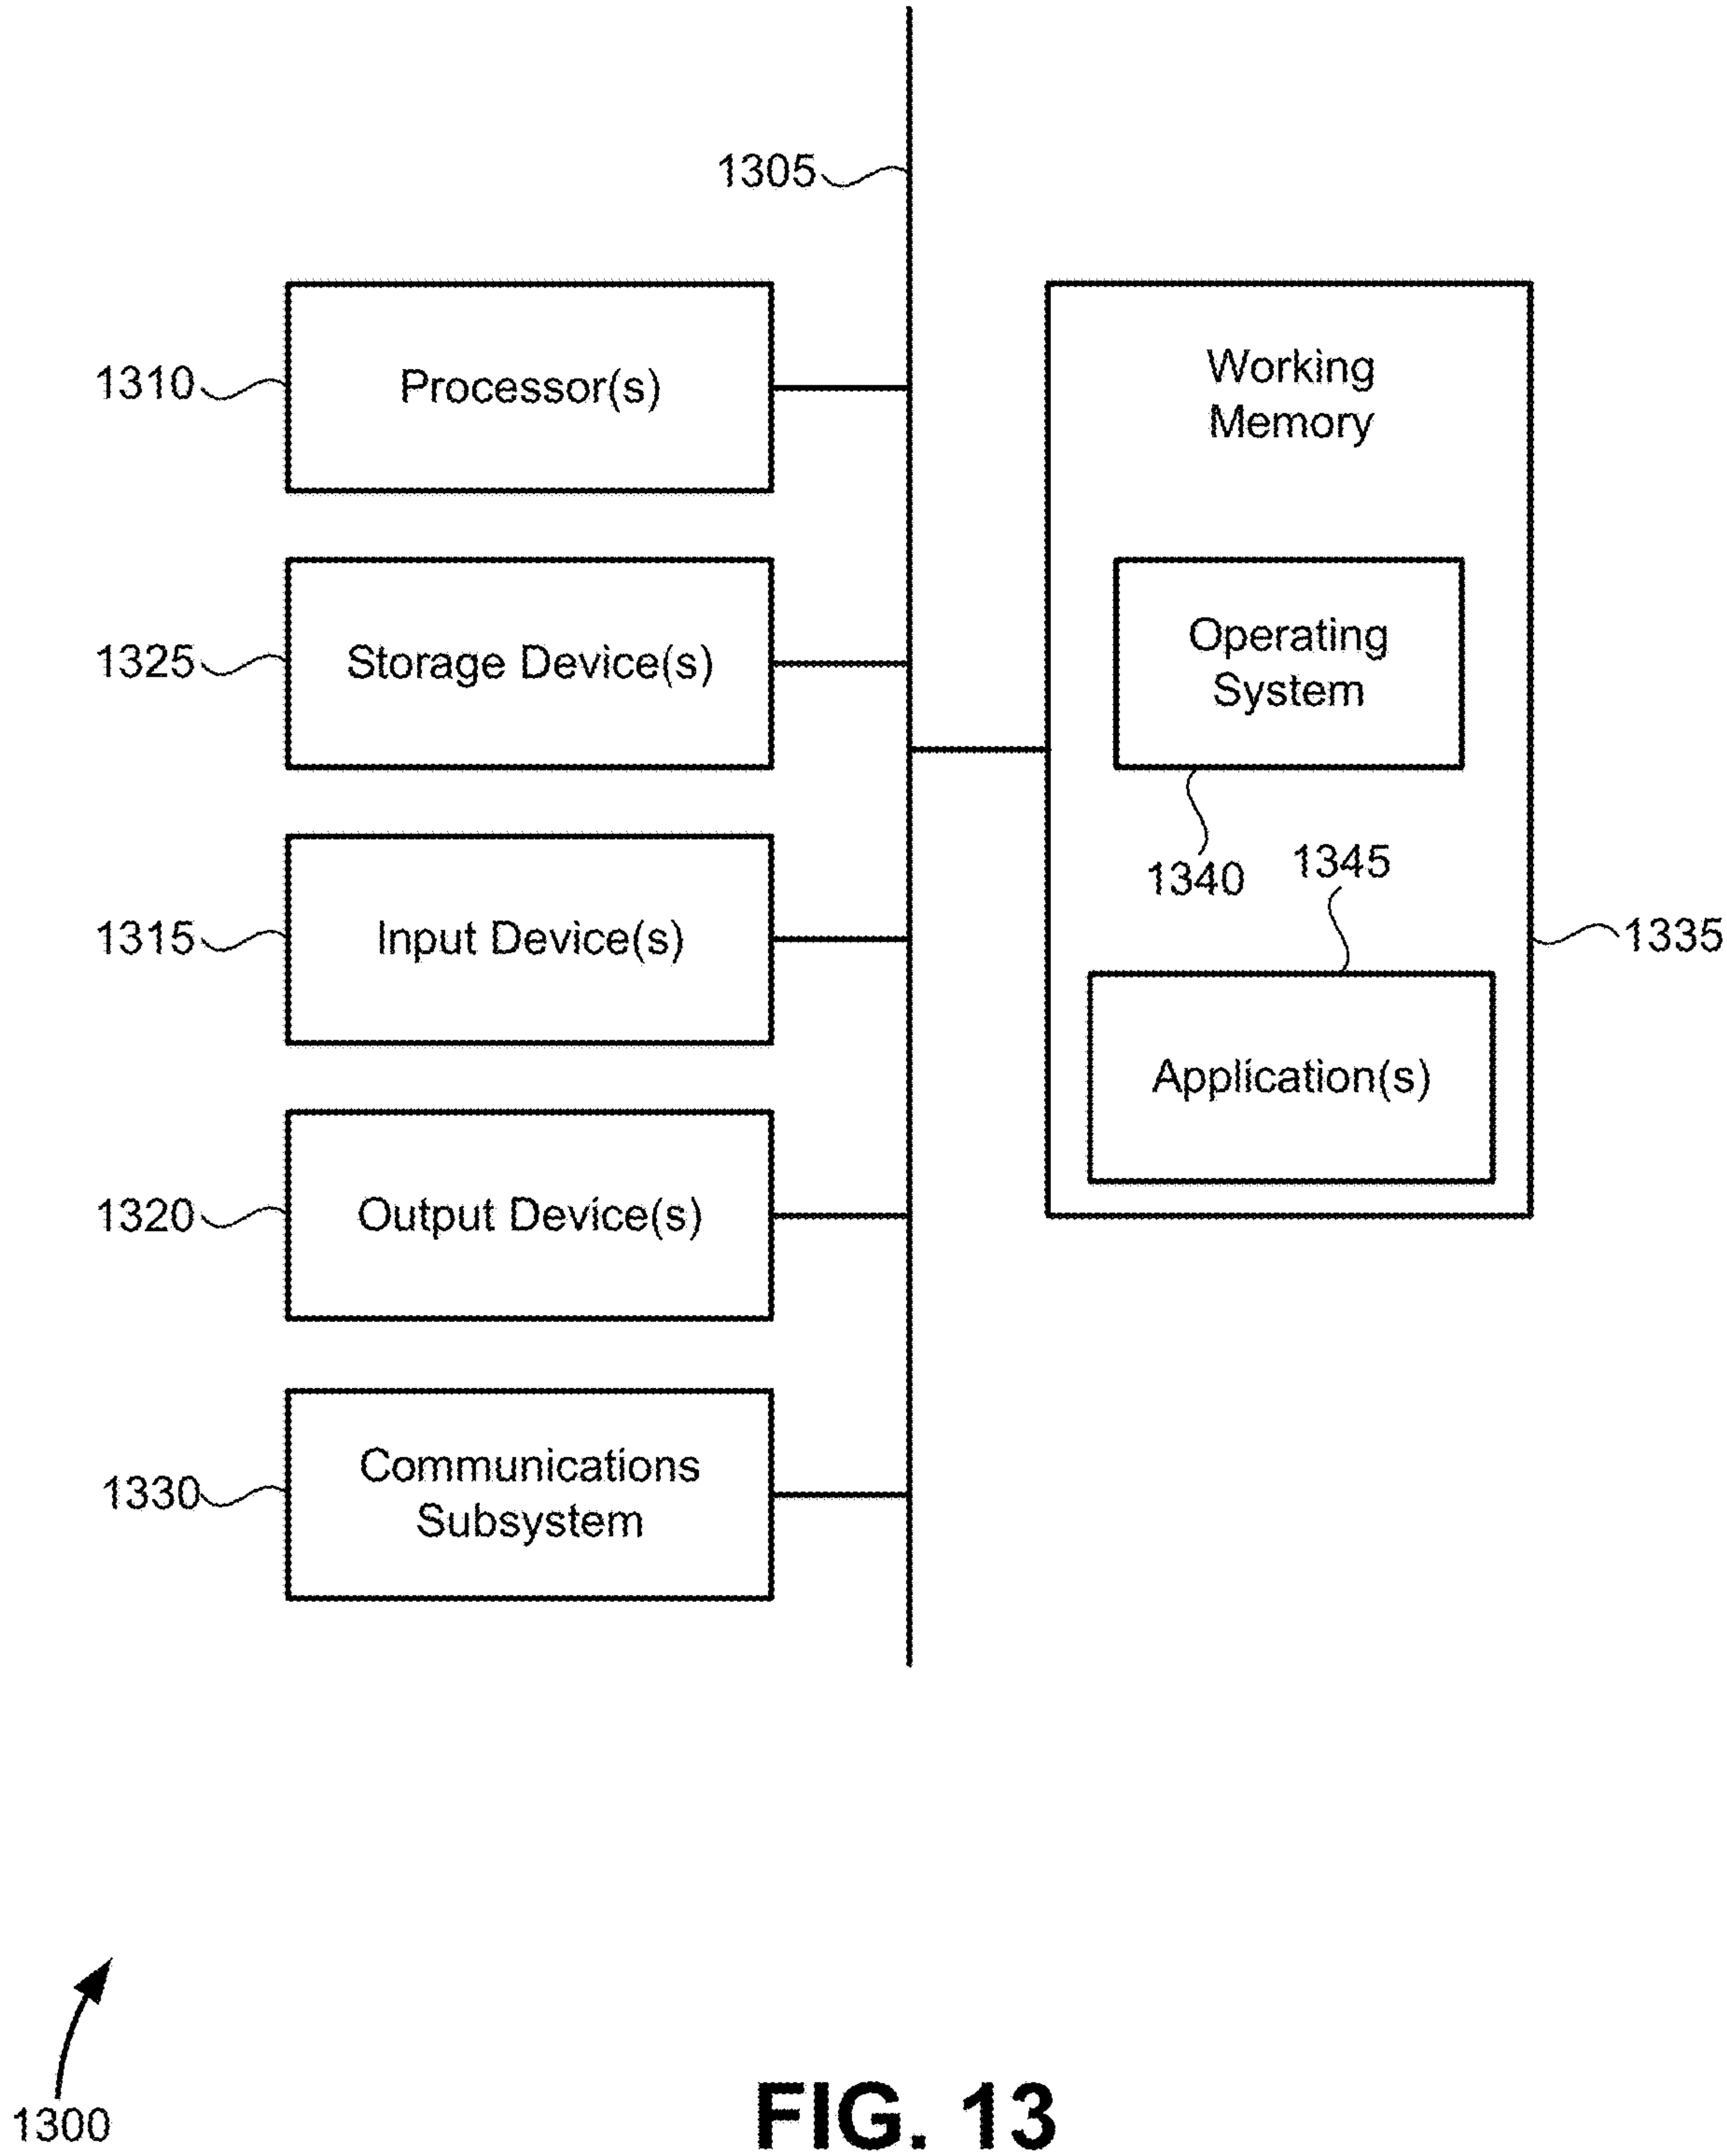 1305
1310
Processor(s)
Working
Memory
1325
Storage Device(s)
Operating
System
1340
1345
1315
Input Device(s)
1335
Application(s)
1320
Output Device(s)
1330
Communications
Subsystem
1300
FIG. 13